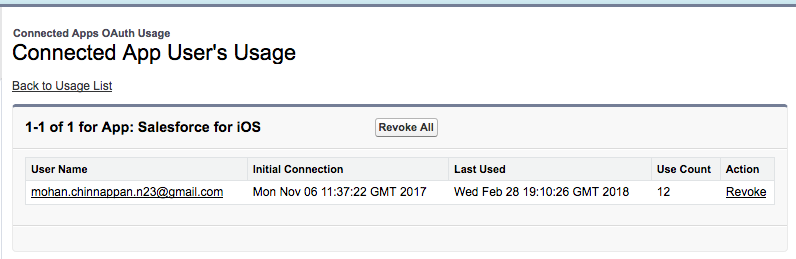 Connected Apps OAuth Usage
Connected App User's Usage
Back to Usage List
1-1 of 1 for App: Salesforce for iOS Revoke All
User Name Initial Connection Last Used Use Count Action
mohan.chinnappan.n23@gmail.com Mon Nov 06 11:37:22 GMT 2017 Wed Feb 28 19:10:26 GMT 2018 12 Revoke